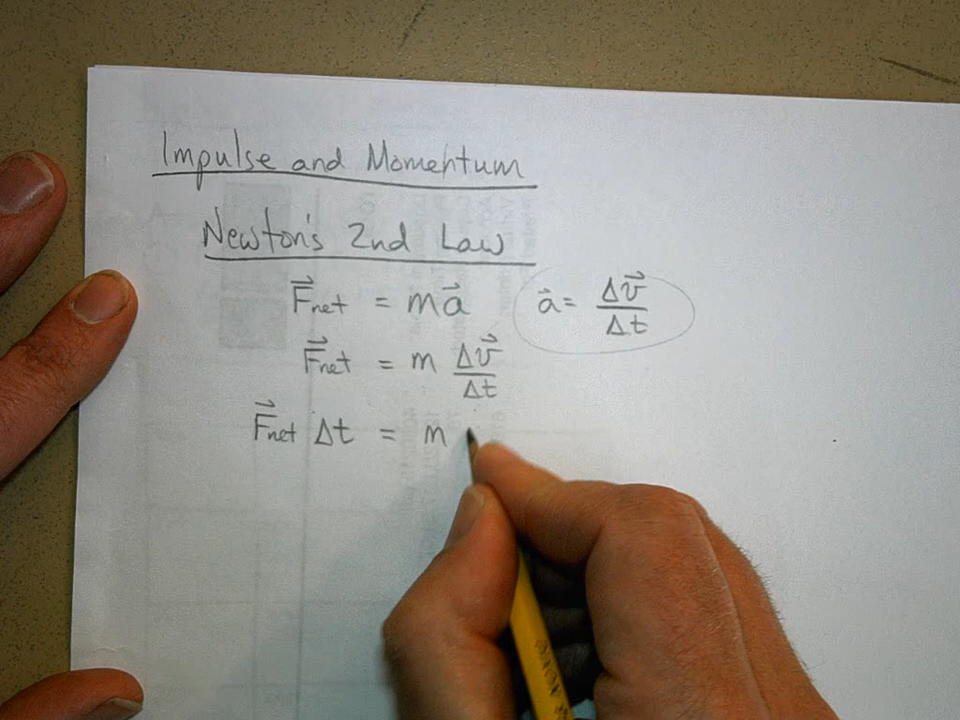 Impulse and Momentum
Newton's 2nd Law
F⃗net = ma⃗ a⃗ = Δv⃗/Δt
F⃗net = m Δv⃗/Δt
F⃗net Δt = m